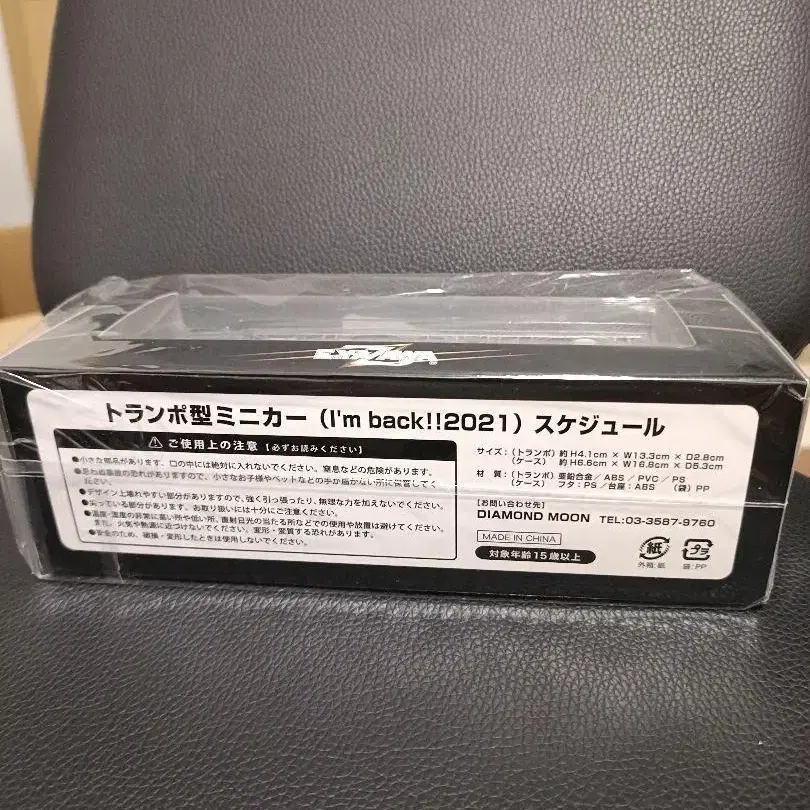 トランポ型ミニカー（I'm back!!2021）スケジュール
ご使用上の注意【必ずお読みください】
●小さな部品があります、口の中には絶対に入れないでください。窒息などの危険があります。
●思わぬ事故の恐れがありますので、小さなお子様やペットなどの手が届かない所に保管してく
ださい。
●デザイン上壊れやすい部分がありますので、強く引っ張ったり、無理な力を加えないでください。
●尖っている部分があります。お取り扱いには十分にご注意ください。
●温度・湿度の非常に高い所や低い所、直射日光の当たる所などでの使用や放置は避けてください。
また、火気や熱源に近づけないでください。変形・変質する恐れがあります。
●安全のため、破損・変形したときは使用しないでください。
サイズ：（トランポ）約 H4.1cm × W13.3cm × D2.8cm
（ケース） 約 H6.6cm × W16.8cm × D5.3cm
材 質：（トランポ）亜鉛合金／ABS／PVC／PS
（ケース） フタ：PS／台座：ABS （袋）PP
【お問い合わせ先】
DIAMOND MOON TEL:03-3587-9760
MADE IN CHINA
対象年齢15歳以上
紙
外箱:紙
プラ
袋:PP